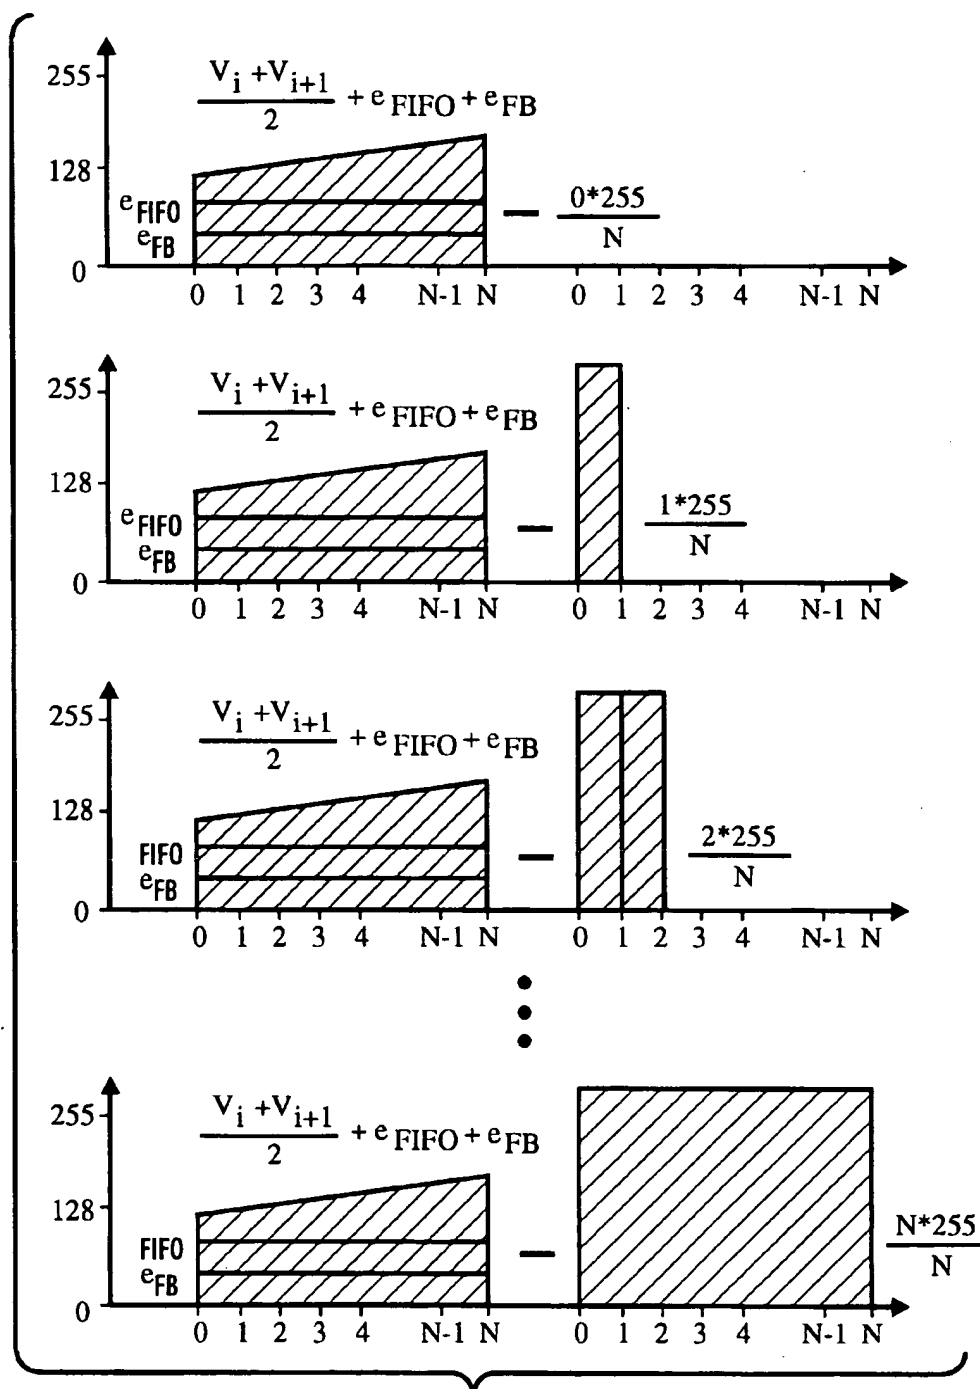 255
V_i + V_{i+1} / 2 + e FIFO + e FB
128
e FIFO
e FB
0*255 / N
0
0 1 2 3 4 N-1 N 0 1 2 3 4 N-1 N
255
V_i + V_{i+1} / 2 + e FIFO + e FB
128
e FIFO
e FB
1*255 / N
0
0 1 2 3 4 N-1 N 0 1 2 3 4 N-1 N
255
V_i + V_{i+1} / 2 + e FIFO + e FB
128
FIFO
e FB
2*255 / N
0
0 1 2 3 4 N-1 N 0 1 2 3 4 N-1 N
255
V_i + V_{i+1} / 2 + e FIFO + e FB
128
FIFO
e FB
N*255 / N
0
0 1 2 3 4 N-1 N 0 1 2 3 4 N-1 N